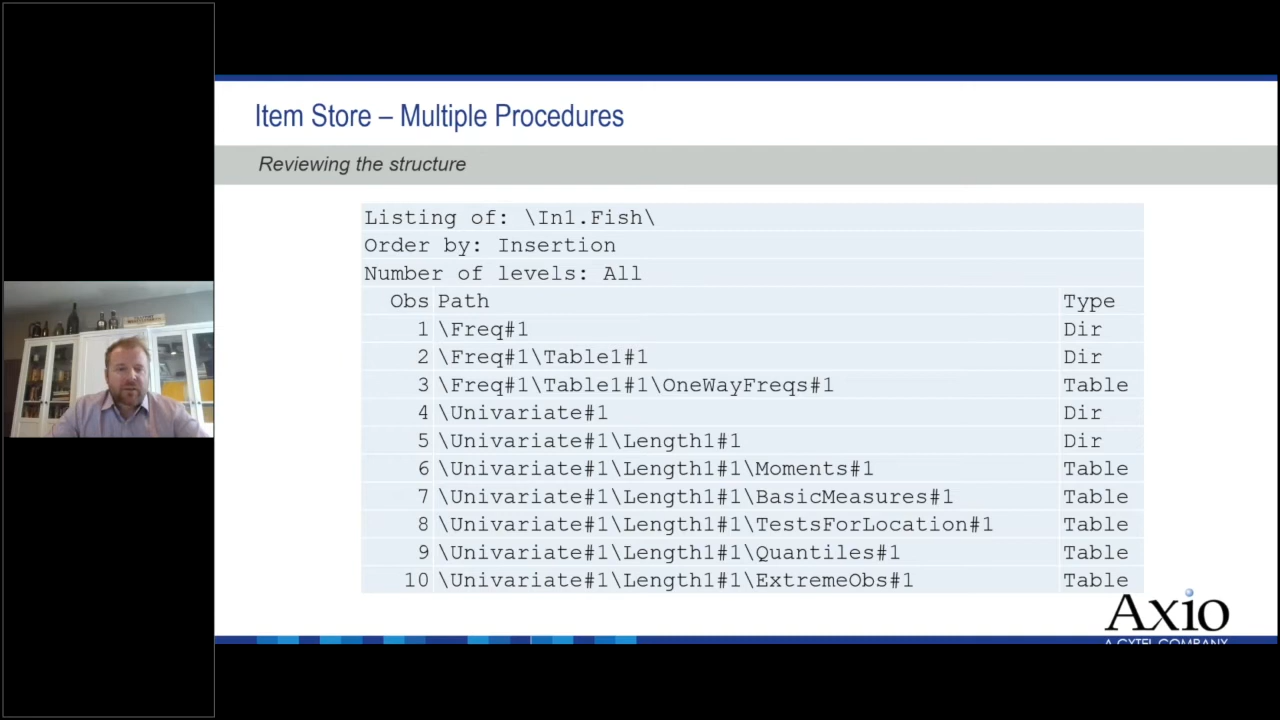 Item Store – Multiple Procedures
Reviewing the structure
Listing of: \In1.Fish\
Order by: Insertion
Number of levels: All
Obs Path Type
1 \Freq#1 Dir
2 \Freq#1\Table1#1 Dir
3 \Freq#1\Table1#1\OneWayFreqs#1 Table
4 \Univariate#1 Dir
5 \Univariate#1\Length1#1 Dir
6 \Univariate#1\Length1#1\Moments#1 Table
7 \Univariate#1\Length1#1\BasicMeasures#1 Table
8 \Univariate#1\Length1#1\TestsForLocation#1 Table
9 \Univariate#1\Length1#1\Quantiles#1 Table
10 \Univariate#1\Length1#1\ExtremeObs#1 Table
Axio
A CYTEL COMPANY